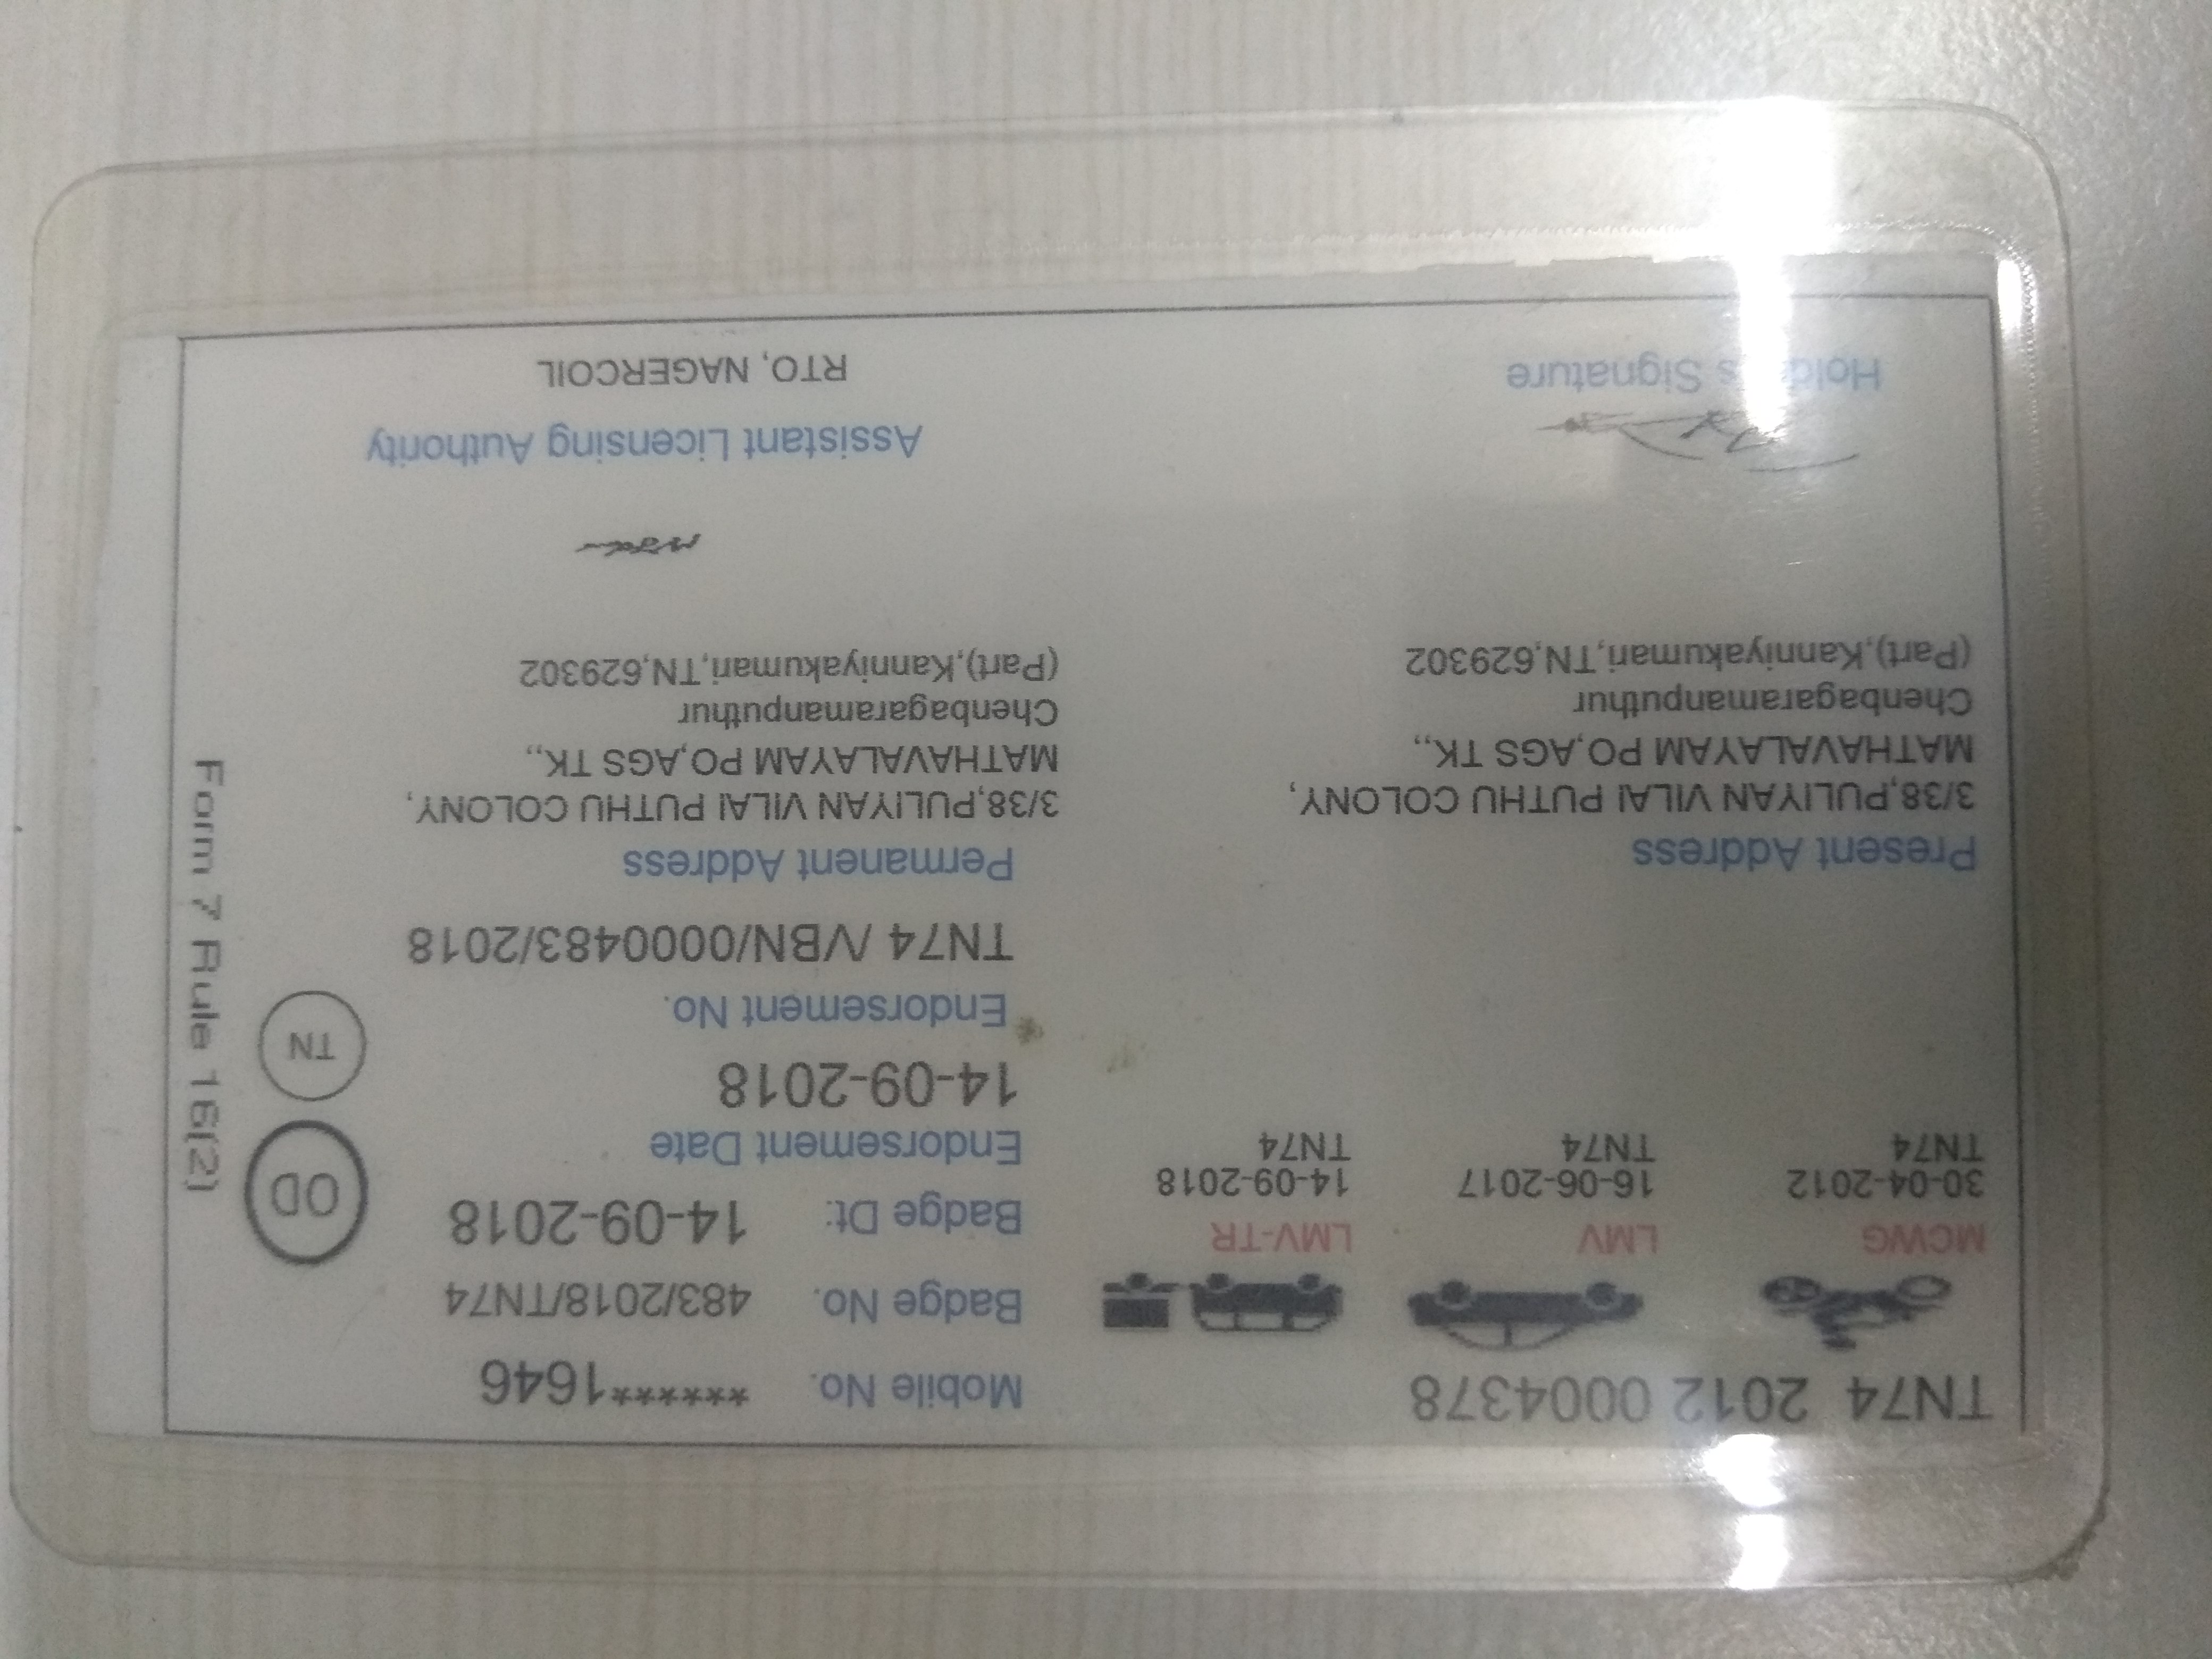 TN74 2012 0004378
MCWG
30-04-2012
TN74
LMV
16-06-2017
TN74
LMV-TR
14-09-2018
TN74
Present Address
3/38,PULIYAN VILAI PUTHU COLONY,
MATHAVALAYAM PO,AGS TK,,
Chenbagaramanputhur
(Part),Kanniyakumari,TN,629302
Holder's Signature
Mobile No. ******1646
Badge No. 483/2018/TN74
Badge Dt: 14-09-2018
Endorsement Date
14-09-2018
Endorsement No.
TN74 /VBN/0000483/2018
Permanent Address
3/38,PULIYAN VILAI PUTHU COLONY,
MATHAVALAYAM PO,AGS TK,,
Chenbagaramanputhur
(Part),Kanniyakumari,TN,629302
Assistant Licensing Authority
RTO, NAGERCOIL
OD
TN
Form 7 Rule 16(2)